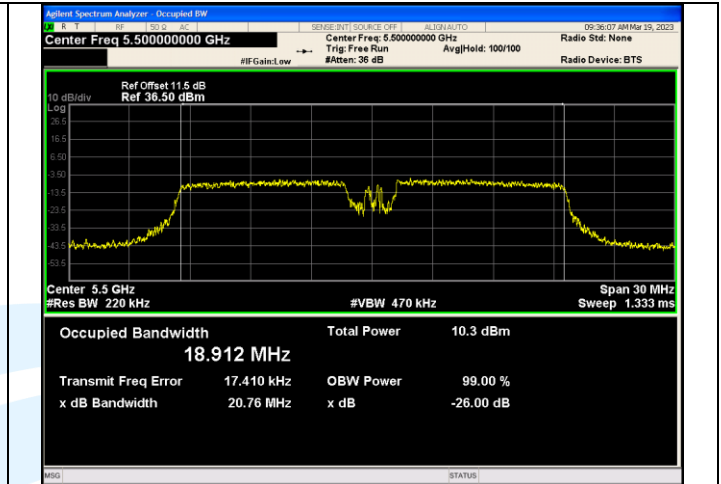 Agilent Spectrum Analyzer - Occupied BW
R T RF 50 Ω AC SENSE:INT SOURCE OFF ALIGN AUTO 09:36:07 AM Mar 19, 2023
Center Freq 5.500000000 GHz Center Freq: 5.500000000 GHz Radio Std: None
Trig: Free Run Avg|Hold: 100/100
#IFGain:Low #Atten: 36 dB Radio Device: BTS
Ref Offset 11.5 dB
10 dB/div Ref 36.50 dBm
Log
26.5
16.5
6.50
-3.50
-13.5
-23.5
-33.5
-43.5
-53.5
Center 5.5 GHz Span 30 MHz
#Res BW 220 kHz #VBW 470 kHz Sweep 1.333 ms
Occupied Bandwidth Total Power 10.3 dBm
18.912 MHz
Transmit Freq Error 17.410 kHz OBW Power 99.00 %
x dB Bandwidth 20.76 MHz x dB -26.00 dB
MSG STATUS